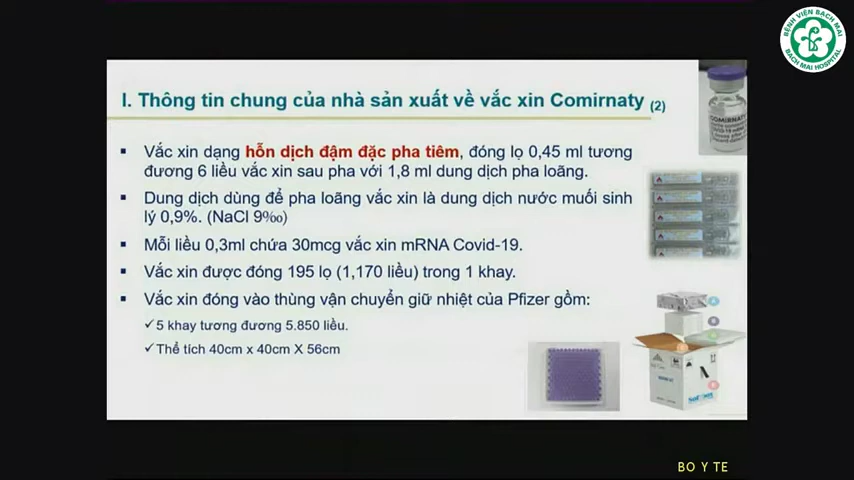 BỆNH VIỆN BẠCH MAI
BACH MAI HOSPITAL
I. Thông tin chung của nhà sản xuất về vắc xin Comirnaty (2)
COMIRNATY
▪ Vắc xin dạng hỗn dịch đậm đặc pha tiêm, đóng lọ 0,45 ml tương
đương 6 liều vắc xin sau pha với 1,8 ml dung dịch pha loãng.
▪ Dung dịch dùng để pha loãng vắc xin là dung dịch nước muối sinh
lý 0,9%. (NaCl 9‰)
▪ Mỗi liều 0,3ml chứa 30mcg vắc xin mRNA Covid-19.
▪ Vắc xin được đóng 195 lọ (1,170 liều) trong 1 khay.
▪ Vắc xin đóng vào thùng vận chuyển giữ nhiệt của Pfizer gồm:
✓5 khay tương đương 5.850 liều.
✓Thể tích 40cm x 40cm X 56cm
BO Y TE